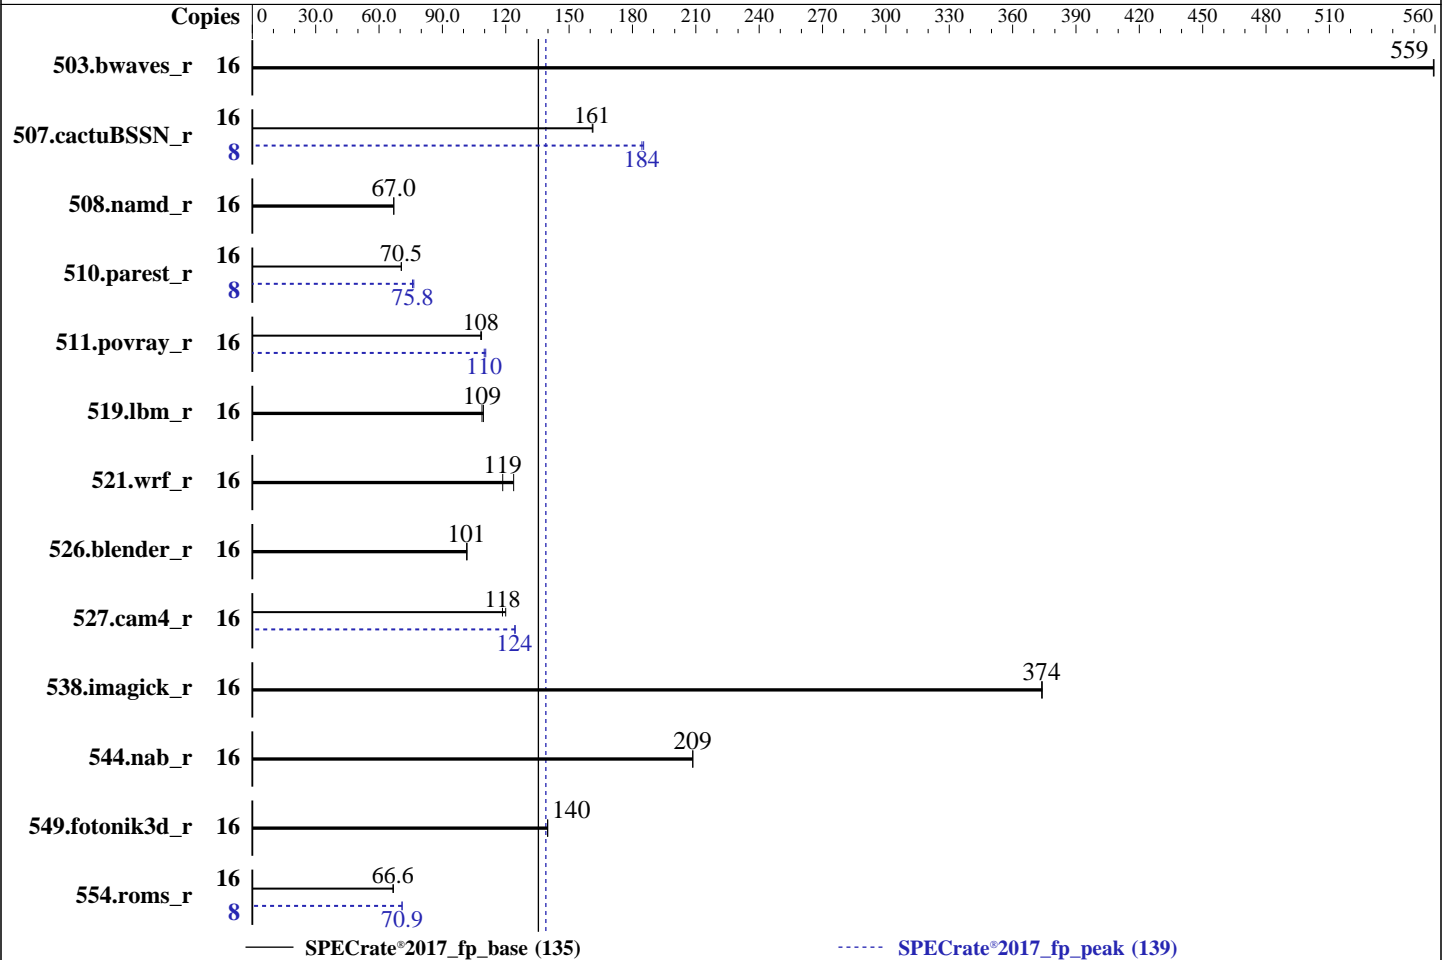 Copies 0 30.0 60.0 90.0 120 150 180 210 240 270 300 330 360 390 420 450 480 510 560
503.bwaves_r 16 559
507.cactuBSSN_r 16 161
8 184
508.namd_r 16 67.0
510.parest_r 16 70.5
8 75.8
511.povray_r 16 108
110
519.lbm_r 16 109
521.wrf_r 16 119
526.blender_r 16 101
527.cam4_r 16 118
124
538.imagick_r 16 374
544.nab_r 16 209
549.fotonik3d_r 16 140
554.roms_r 16 66.6
8 70.9
SPECrate®2017_fp_base (135) SPECrate®2017_fp_peak (139)